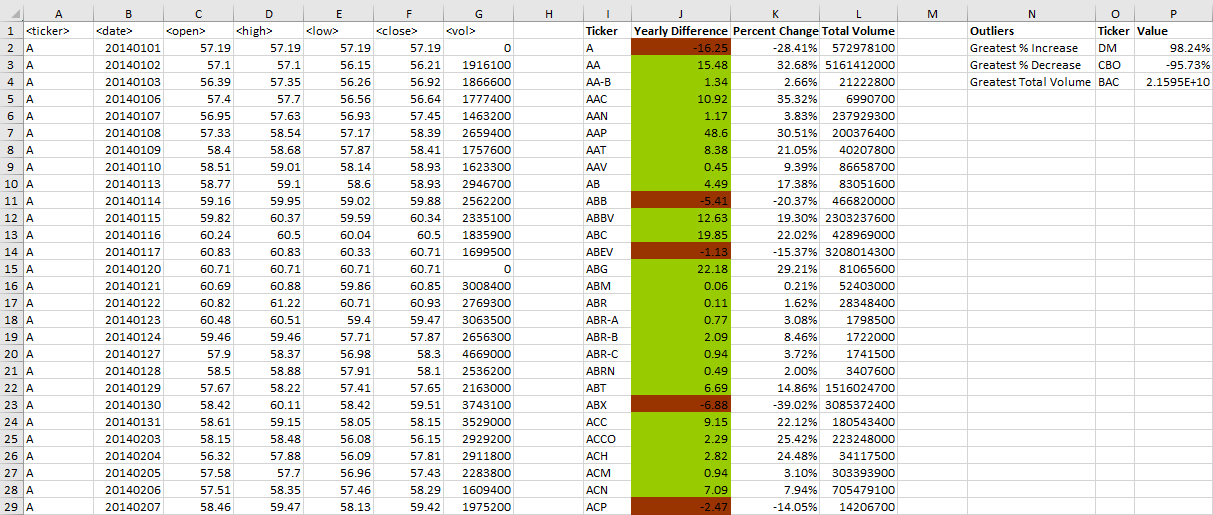 A B C D E F G H I J K L M N O P
1 <ticker> <date> <open> <high> <low> <close> <vol> Ticker Yearly Difference Percent Change Total Volume Outliers Ticker Value
2 A 20140101 57.19 57.19 57.19 57.19 0 A -16.25 -28.41% 572978100 Greatest % Increase DM 98.24%
3 A 20140102 57.1 57.1 56.15 56.21 1916100 AA 15.48 32.68% 5161412000 Greatest % Decrease CBO -95.73%
4 A 20140103 56.39 57.35 56.26 56.92 1866600 AA-B 1.34 2.66% 21222800 Greatest Total Volume BAC 2.1595E+10
5 A 20140106 57.4 57.7 56.56 56.64 1777400 AAC 10.92 35.32% 6990700
6 A 20140107 56.95 57.63 56.93 57.45 1463200 AAN 1.17 3.83% 237929300
7 A 20140108 57.33 58.54 57.17 58.39 2659400 AAP 48.6 30.51% 200376400
8 A 20140109 58.4 58.68 57.87 58.41 1757600 AAT 8.38 21.05% 40207800
9 A 20140110 58.51 59.01 58.14 58.93 1623300 AAV 0.45 9.39% 86658700
10 A 20140113 58.77 59.1 58.6 58.93 2946700 AB 4.49 17.38% 83051600
11 A 20140114 59.16 59.95 59.02 59.88 2562200 ABB -5.41 -20.37% 466820000
12 A 20140115 59.82 60.37 59.59 60.34 2335100 ABBV 12.63 19.30% 2303237600
13 A 20140116 60.24 60.5 60.04 60.5 1835900 ABC 19.85 22.02% 428969000
14 A 20140117 60.83 60.83 60.33 60.71 1699500 ABEV -1.13 -15.37% 3208014300
15 A 20140120 60.71 60.71 60.71 60.71 0 ABG 22.18 29.21% 81065600
16 A 20140121 60.69 60.88 59.86 60.85 3008400 ABM 0.06 0.21% 52403000
17 A 20140122 60.82 61.22 60.71 60.93 2769300 ABR 0.11 1.62% 28348400
18 A 20140123 60.48 60.51 59.4 59.47 3063500 ABR-A 0.77 3.08% 1798500
19 A 20140124 59.46 59.46 57.71 57.87 2656300 ABR-B 2.09 8.46% 1722000
20 A 20140127 57.9 58.37 56.98 58.3 4669000 ABR-C 0.94 3.72% 1741500
21 A 20140128 58.5 58.88 57.91 58.1 2536200 ABRN 0.49 2.00% 3407600
22 A 20140129 57.67 58.22 57.41 57.65 2163000 ABT 6.69 14.86% 1516024700
23 A 20140130 58.42 60.11 58.42 59.51 3743100 ABX -6.88 -39.02% 3085372400
24 A 20140131 58.61 59.15 58.05 58.15 3529000 ACC 9.15 22.12% 180543400
25 A 20140203 58.15 58.48 56.08 56.15 2929200 ACCO 2.29 25.42% 223248000
26 A 20140204 56.32 57.88 56.09 57.81 2911800 ACH 2.82 24.48% 34117500
27 A 20140205 57.58 57.7 56.96 57.43 2283800 ACM 0.94 3.10% 303393900
28 A 20140206 57.51 58.35 57.46 58.29 1609400 ACN 7.09 7.94% 705479100
29 A 20140207 58.46 59.47 58.13 59.42 1975200 ACP -2.47 -14.05% 14206700